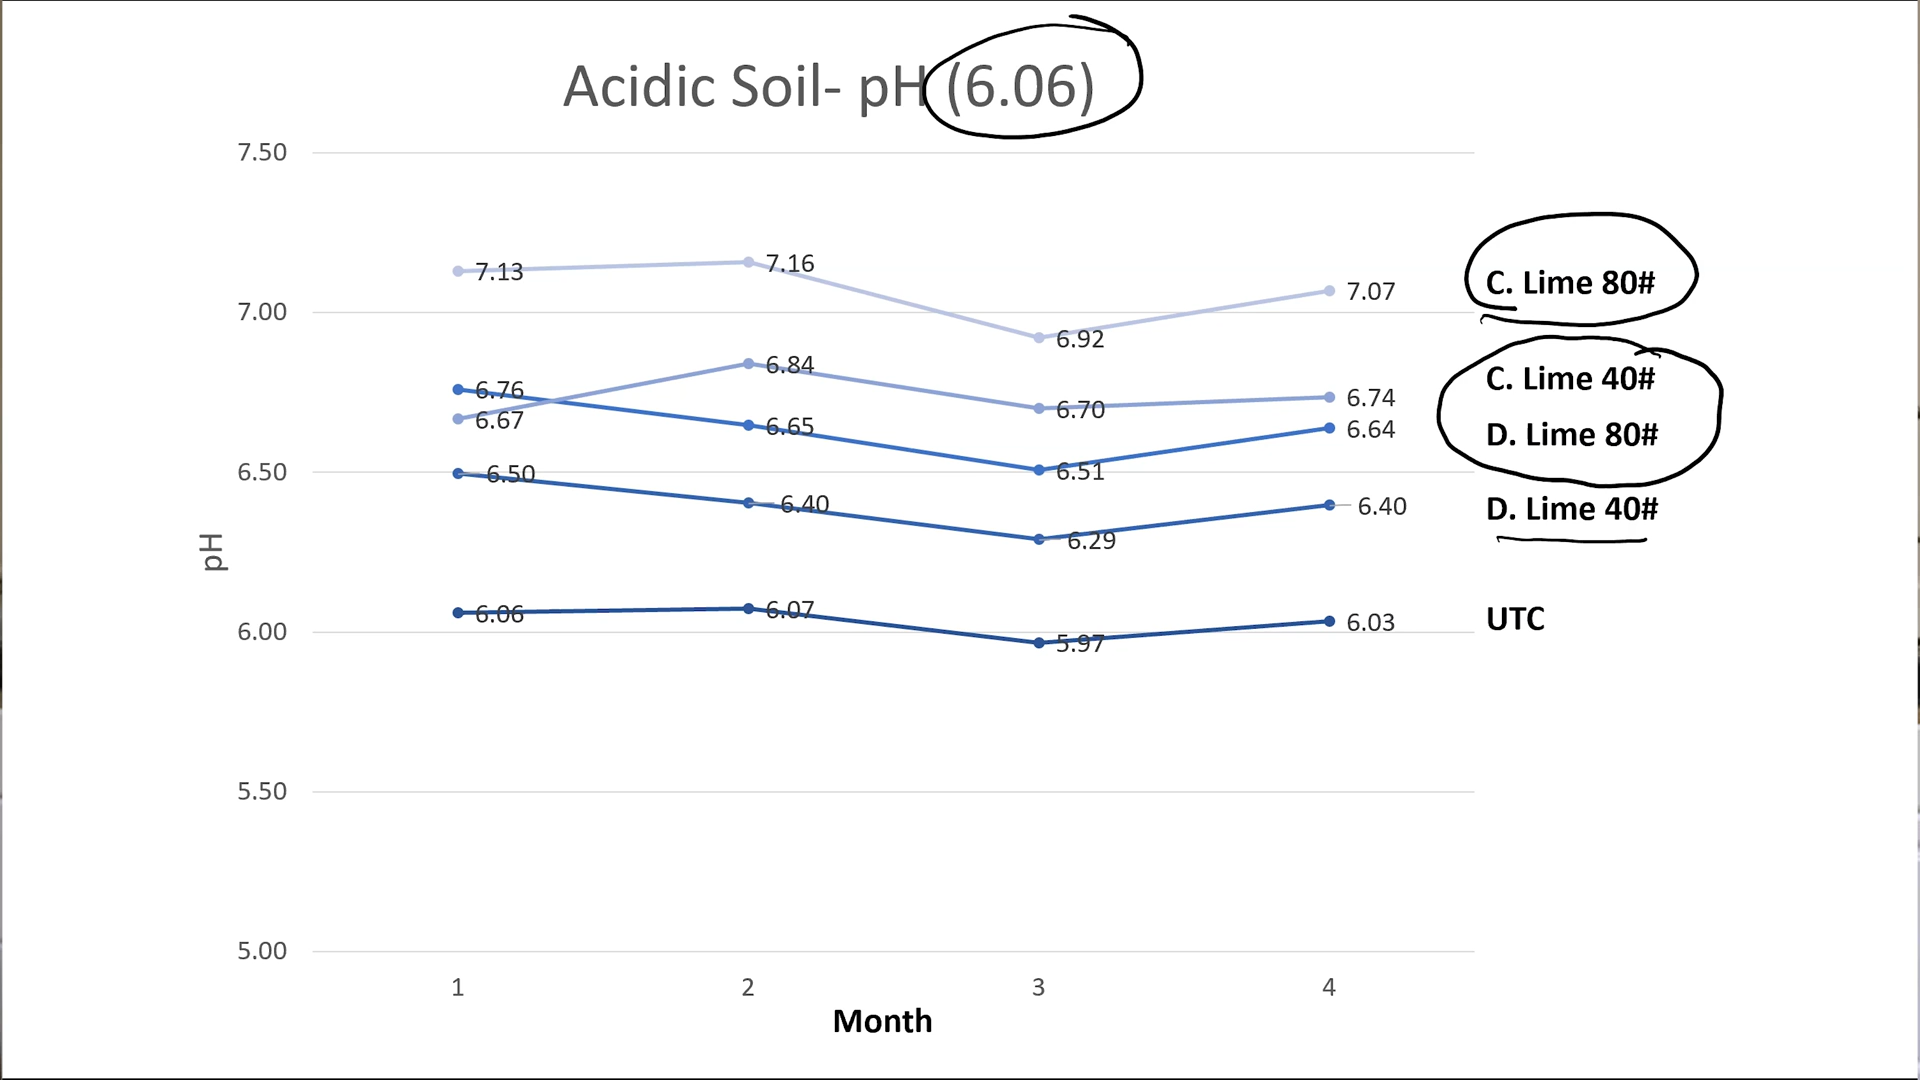 Acidic Soil- pH (6.06)
7.50
7.13
7.16
C. Lime 80#
7.07
7.00
6.92
6.84
C. Lime 40#
6.76
6.74
6.70
6.67
6.65
6.64
D. Lime 80#
6.50
6.50
6.51
6.40
6.40
D. Lime 40#
6.29
pH
6.06
6.07
6.03
UTC
6.00
5.97
5.50
5.00
1 2 3 4
Month